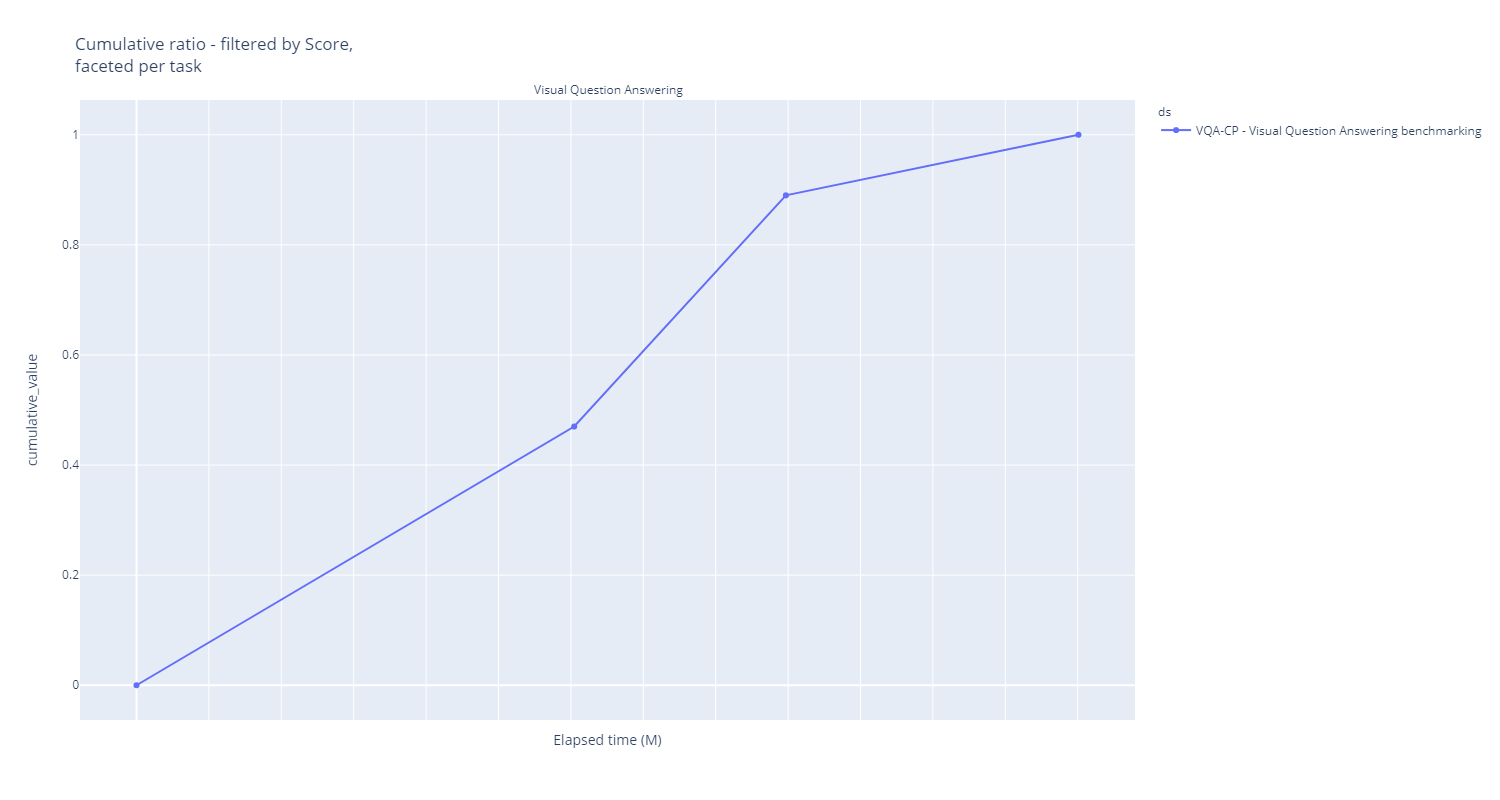 Cumulative ratio - filtered by Score,
faceted per task
Visual Question Answering
ds
VQA-CP - Visual Question Answering benchmarking
1
0.8
0.6
0.4
0.2
0
cumulative_value
Elapsed time (M)